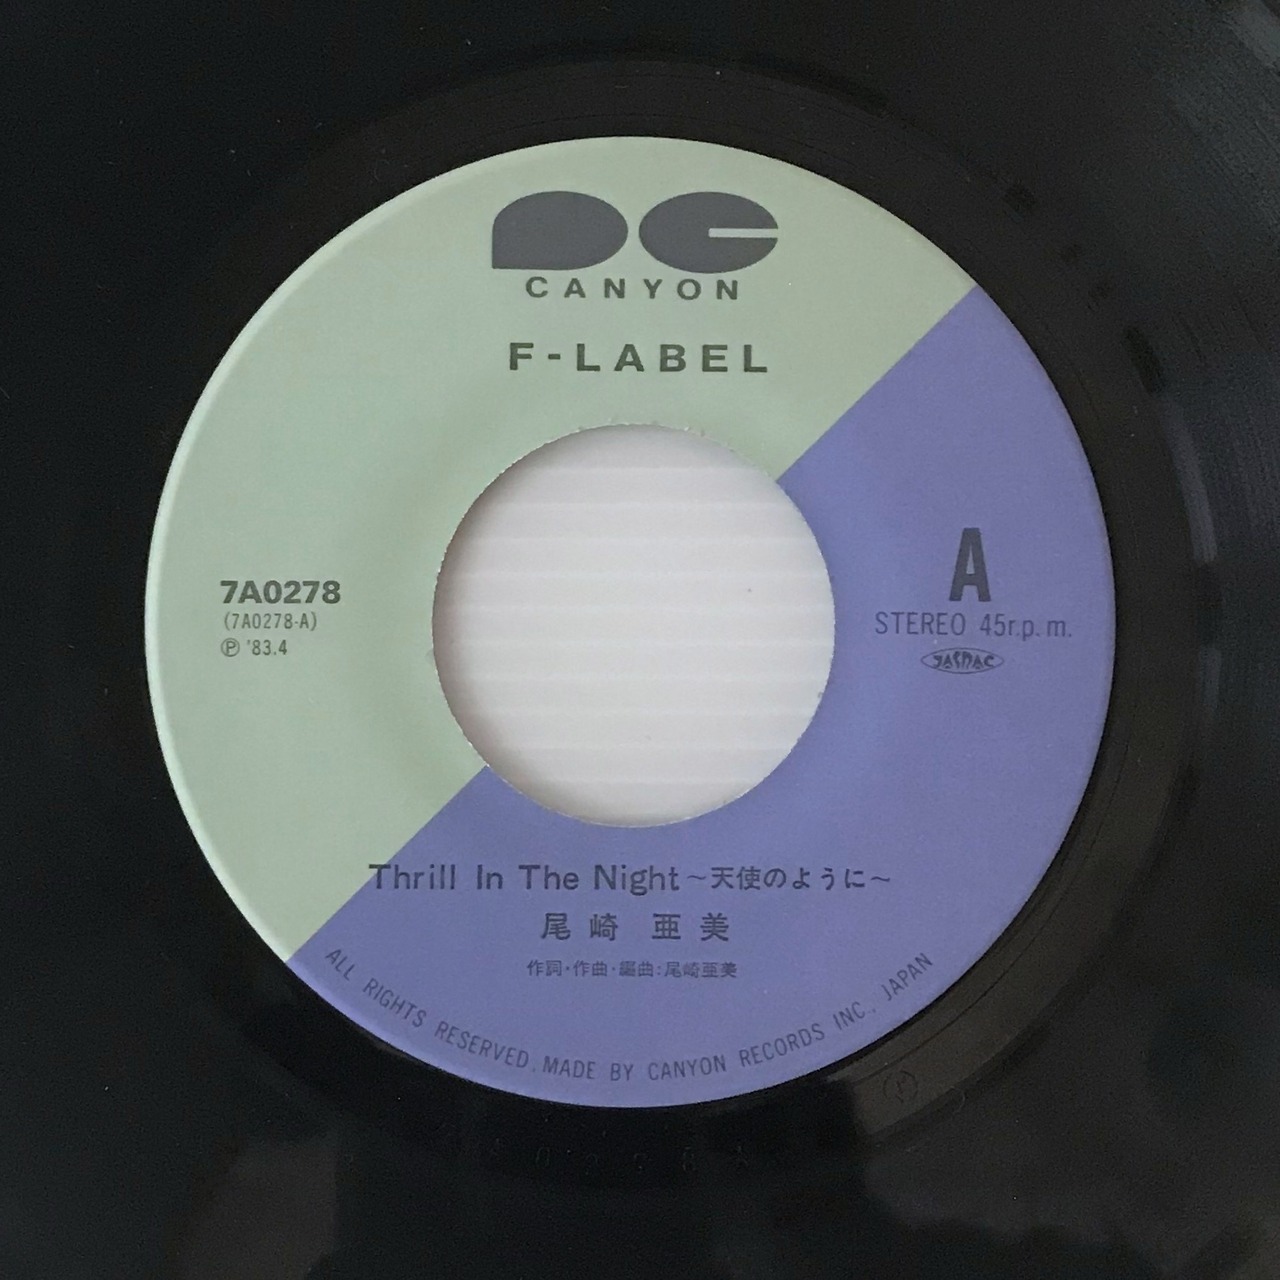 PC
CANYON
F-LABEL
7A0278
(7A0278-A)
Ⓟ '83.4
A
STEREO 45r.p.m.
JASRAC
Thrill In The Night～天使のように～
尾崎 亜美
作詞・作曲・編曲:尾崎亜美
ALL RIGHTS RESERVED. MADE BY CANYON RECORDS INC., JAPAN